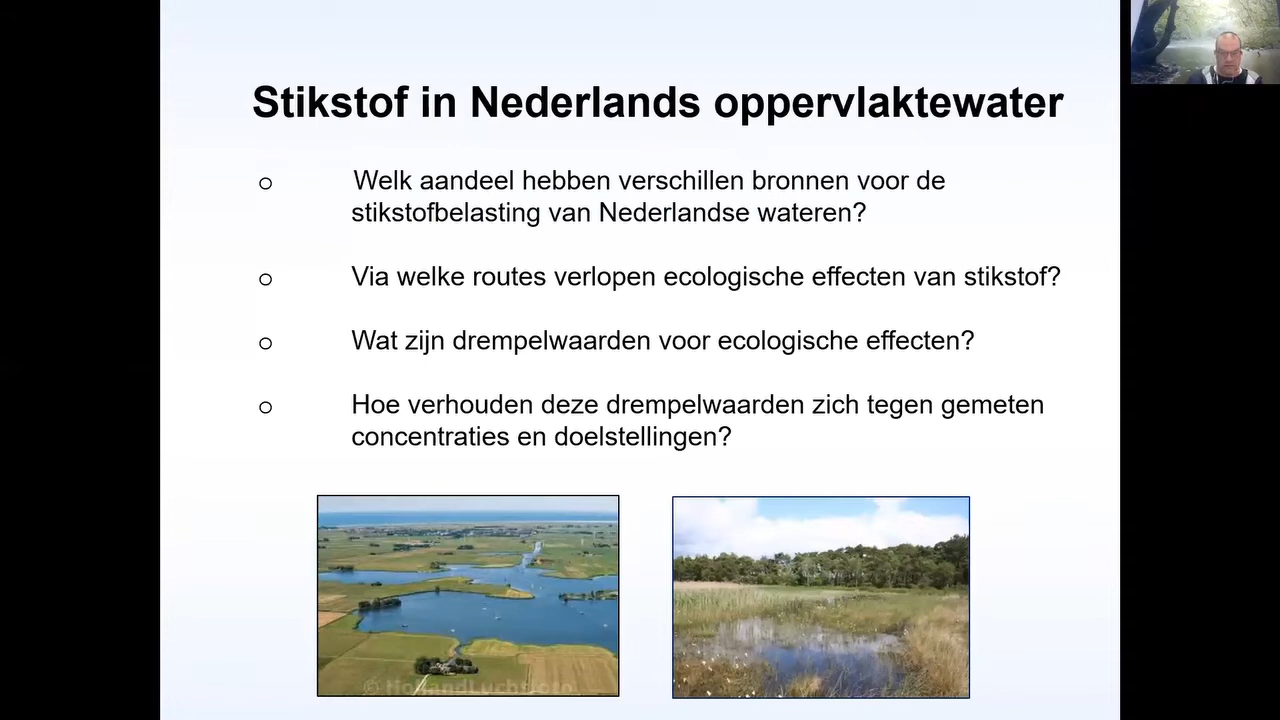 Stikstof in Nederlands oppervlaktewater
o Welk aandeel hebben verschillen bronnen voor de
stikstofbelasting van Nederlandse wateren?
o Via welke routes verlopen ecologische effecten van stikstof?
o Wat zijn drempelwaarden voor ecologische effecten?
o Hoe verhouden deze drempelwaarden zich tegen gemeten
concentraties en doelstellingen?